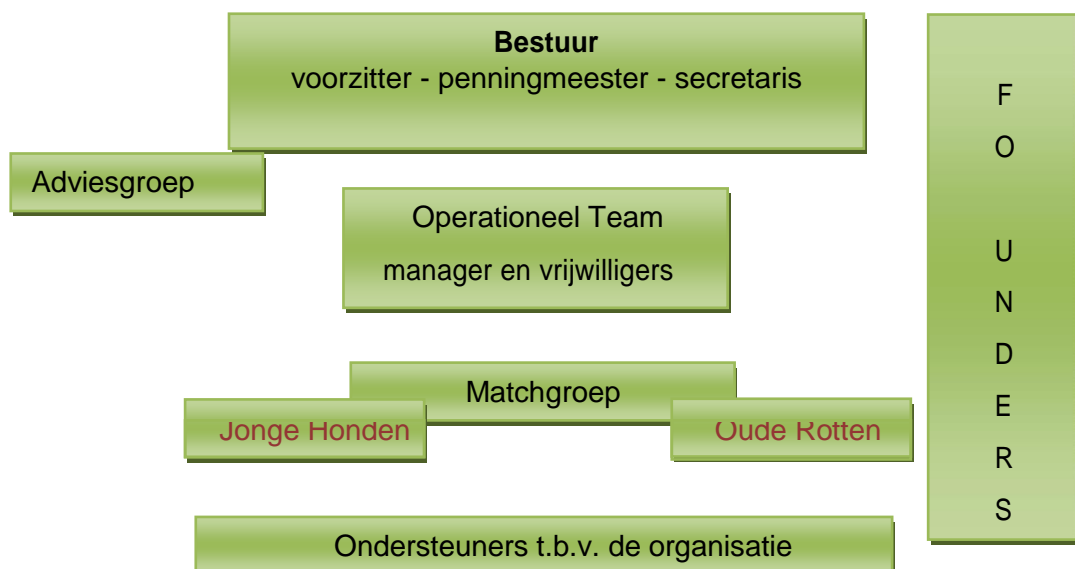 Bestuur
voorzitter - penningmeester - secretaris
Adviesgroep
Operationeel Team
manager en vrijwilligers
Matchgroep
Jonge Honden
Oude Rotten
Ondersteuners t.b.v. de organisatie
F
O
U
N
D
E
R
S